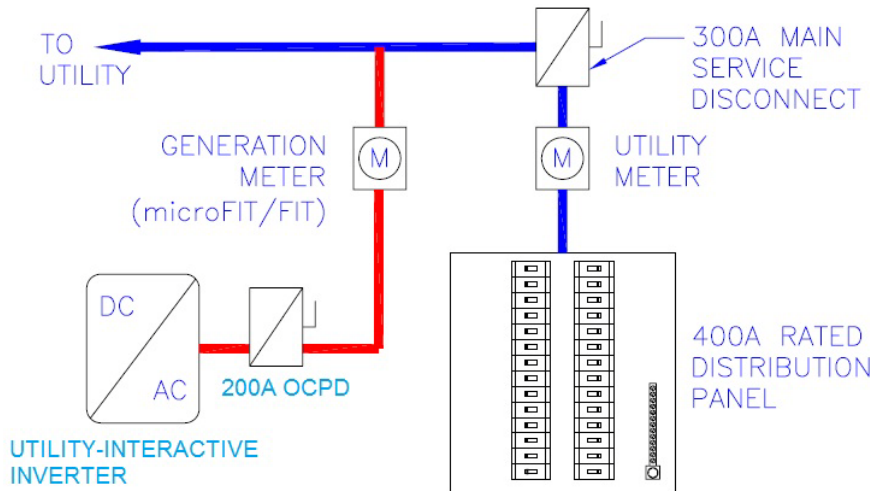 TO
UTILITY
300A MAIN
SERVICE
DISCONNECT
GENERATION
METER
(microFIT/FIT)
M
M
UTILITY
METER
DC
AC
200A OCPD
400A RATED
DISTRIBUTION
PANEL
UTILITY-INTERACTIVE
INVERTER